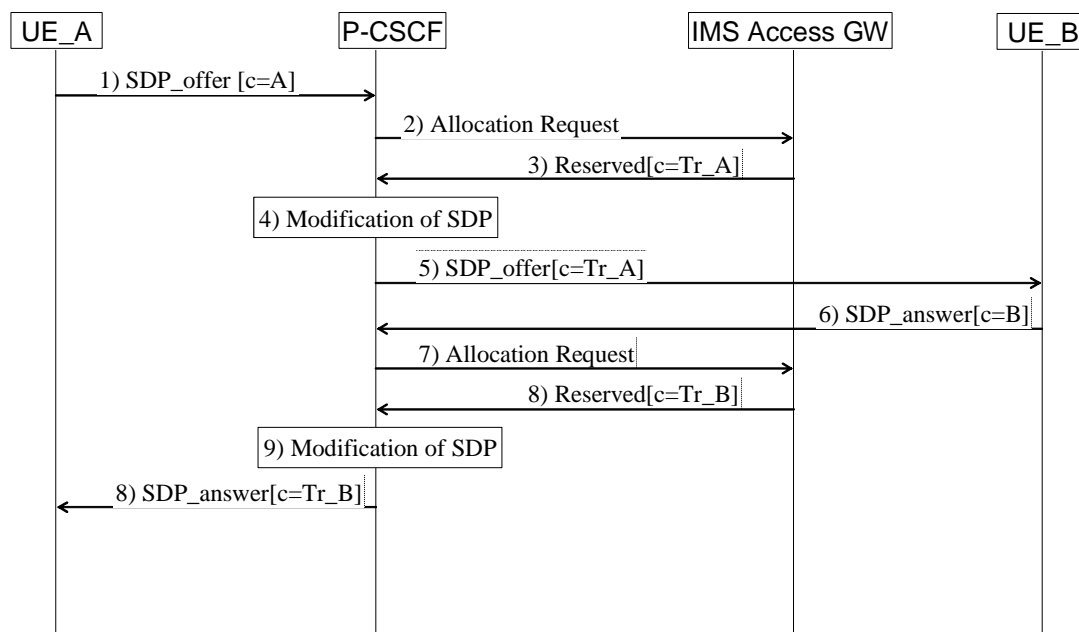 UE_A
P-CSCF
IMS Access GW
UE_B
1) SDP_offer [c=A]
2) Allocation Request
3) Reserved[c=Tr_A]
4) Modification of SDP
5) SDP_offer[c=Tr_A]
6) SDP_answer[c=B]
7) Allocation Request
8) Reserved[c=Tr_B]
9) Modification of SDP
8) SDP_answer[c=Tr_B]